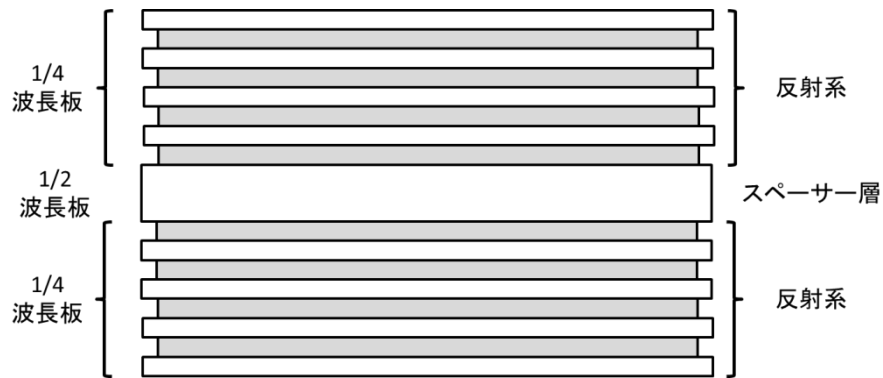 1/4
波長板
反射系
1/2
波長板
スペーサー層
1/4
波長板
反射系